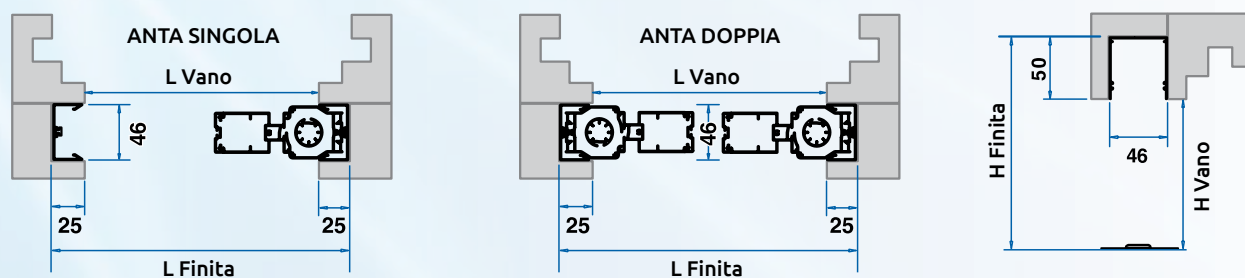 ANTA SINGOLA
L Vano
46
25
25
L Finita
ANTA DOPPIA
L Vano
46
25
25
L Finita
50
46
H Finita
H Vano